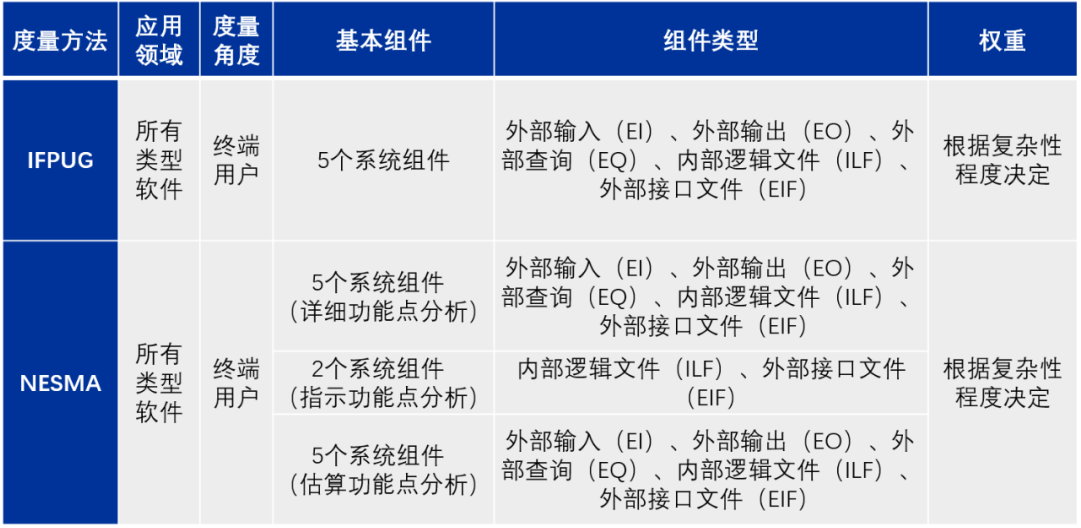 度量方法
应用
领域
度量
角度
基本组件
组件类型
权重
IFPUG
所有
类型
软件
终端
用户
5个系统组件
外部输入（EI）、外部输出（EO）、外
部查询（EQ）、内部逻辑文件（ILF）、
外部接口文件（EIF）
根据复杂性
程度决定
NESMA
所有
类型
软件
终端
用户
5个系统组件
（详细功能点分析）
外部输入（EI）、外部输出（EO）、外
部查询（EQ）、内部逻辑文件（ILF）、
外部接口文件（EIF）
2个系统组件
（指示功能点分析）
内部逻辑文件（ILF）、外部接口文件
（EIF）
5个系统组件
（估算功能点分析）
外部输入（EI）、外部输出（EO）、外
部查询（EQ）、内部逻辑文件（ILF）、
外部接口文件（EIF）
根据复杂性
程度决定